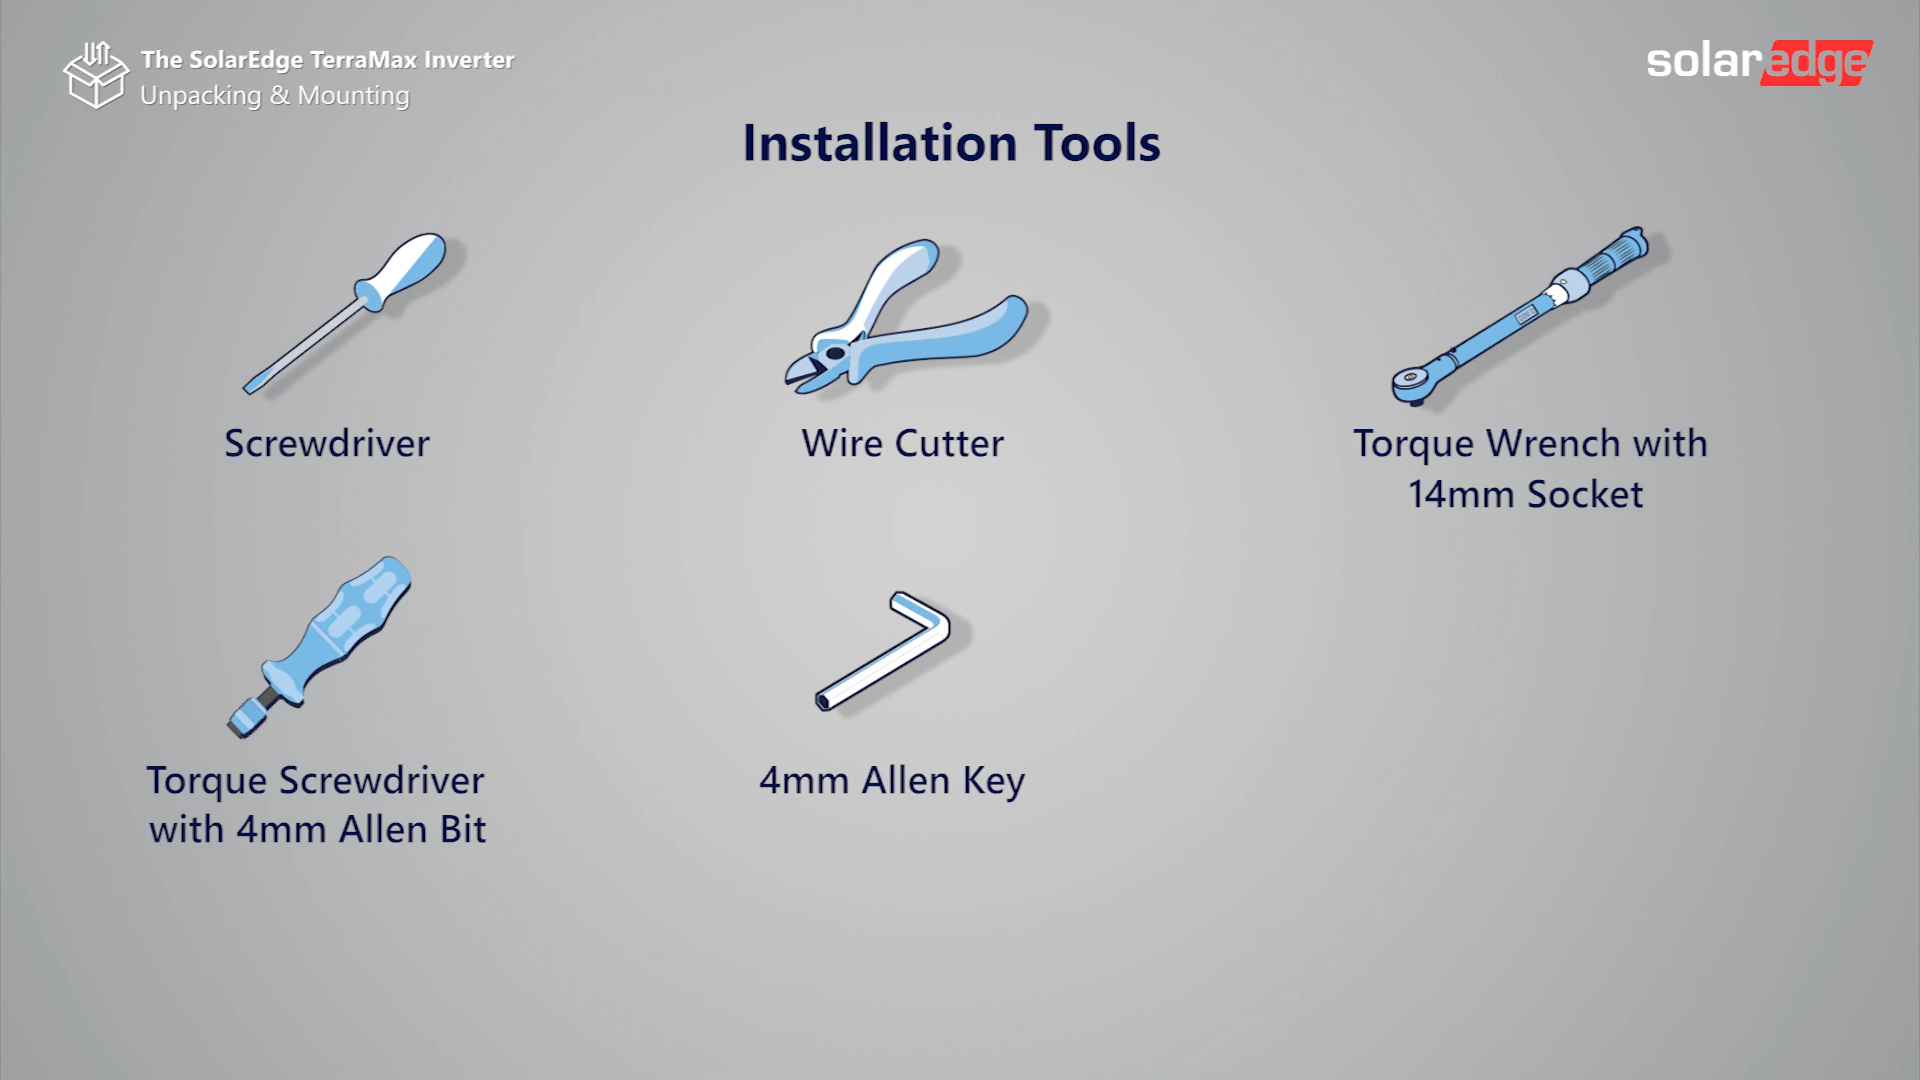 The SolarEdge TerraMax Inverter
Unpacking & Mounting
solaredge
Installation Tools
Screwdriver
Wire Cutter
Torque Wrench with
14mm Socket
Torque Screwdriver
with 4mm Allen Bit
4mm Allen Key